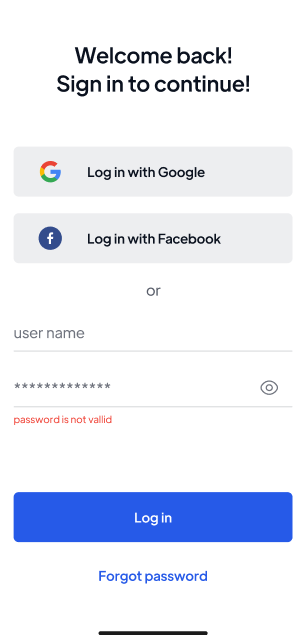 Welcome back!
Sign in to continue!
Log in with Google
Log in with Facebook
or
user name
*************
password is not vallid
Log in
Forgot password